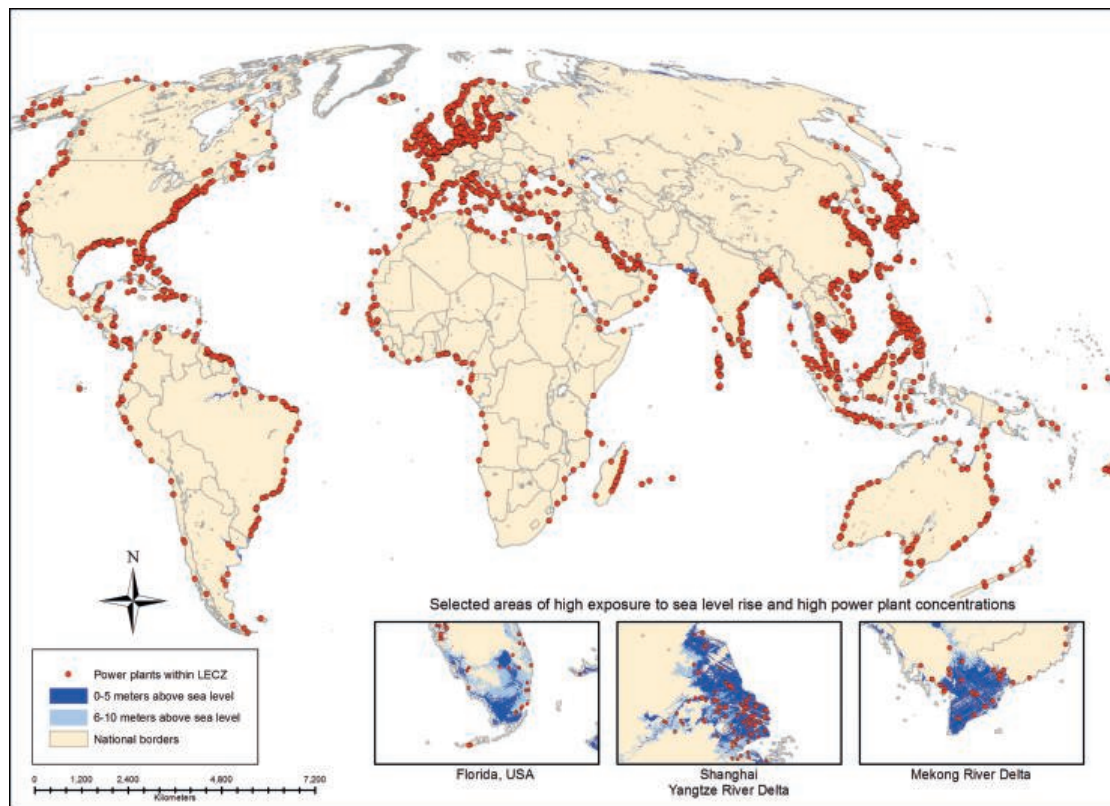 N
Selected areas of high exposure to sea level rise and high power plant concentrations
Power plants within LECZ
0-5 meters above sea level
6-10 meters above sea level
National borders
0 1,200 2,400 4,800 7,200
Kilometers
Florida, USA
Shanghai
Yangtze River Delta
Mekong River Delta